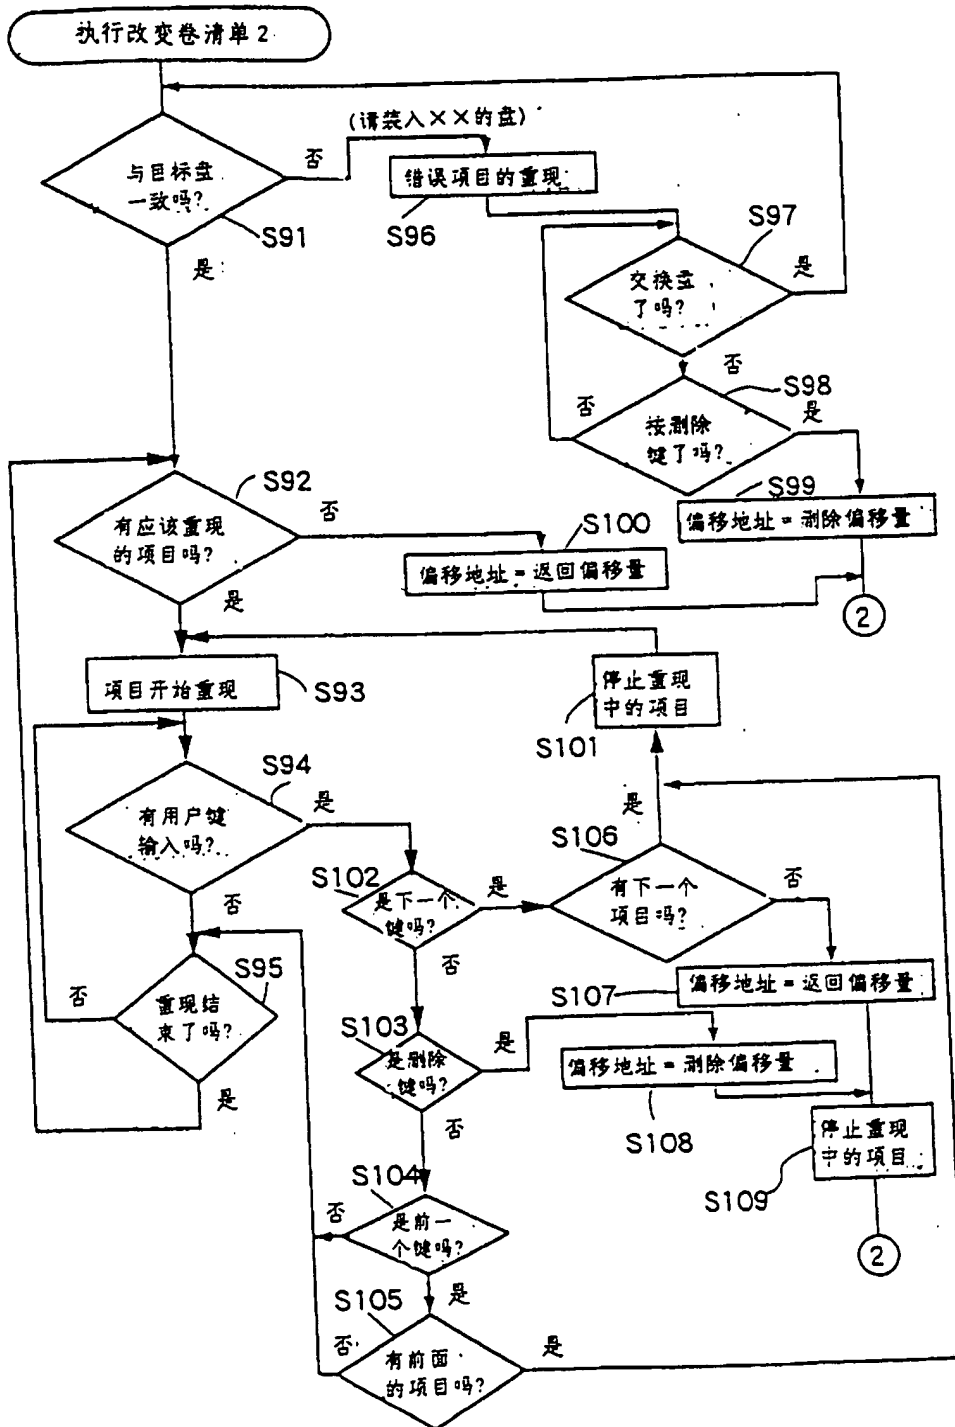 执行改变卷清单2
(请装入××的盘)
与目标盘
一致吗?
否
S91
是
错误项目的重现
S96
S97
交换盘
了吗?
是
否
S98
否
按删除
键了吗?
是
S99
偏移地址=删除偏移量
S92
有应该重现
的项目吗?
否
S100
偏移地址=返回偏移量
是
②
项目开始重现
S93
停止重现
中的项目
S101
S94
有用户键
输入吗?
是
否
是
S106
有下一个
项目吗?
否
S102
是下一个
键吗?
是
否
S95
重现结
束了吗?
否
是
S107
偏移地址=返回偏移量
S103
是删除
键吗?
是
否
偏移地址=删除偏移量
S108
停止重现
中的项目
S109
②
S104
是前一
个键吗?
否
是
S105
有前面
的项目吗?
否
是